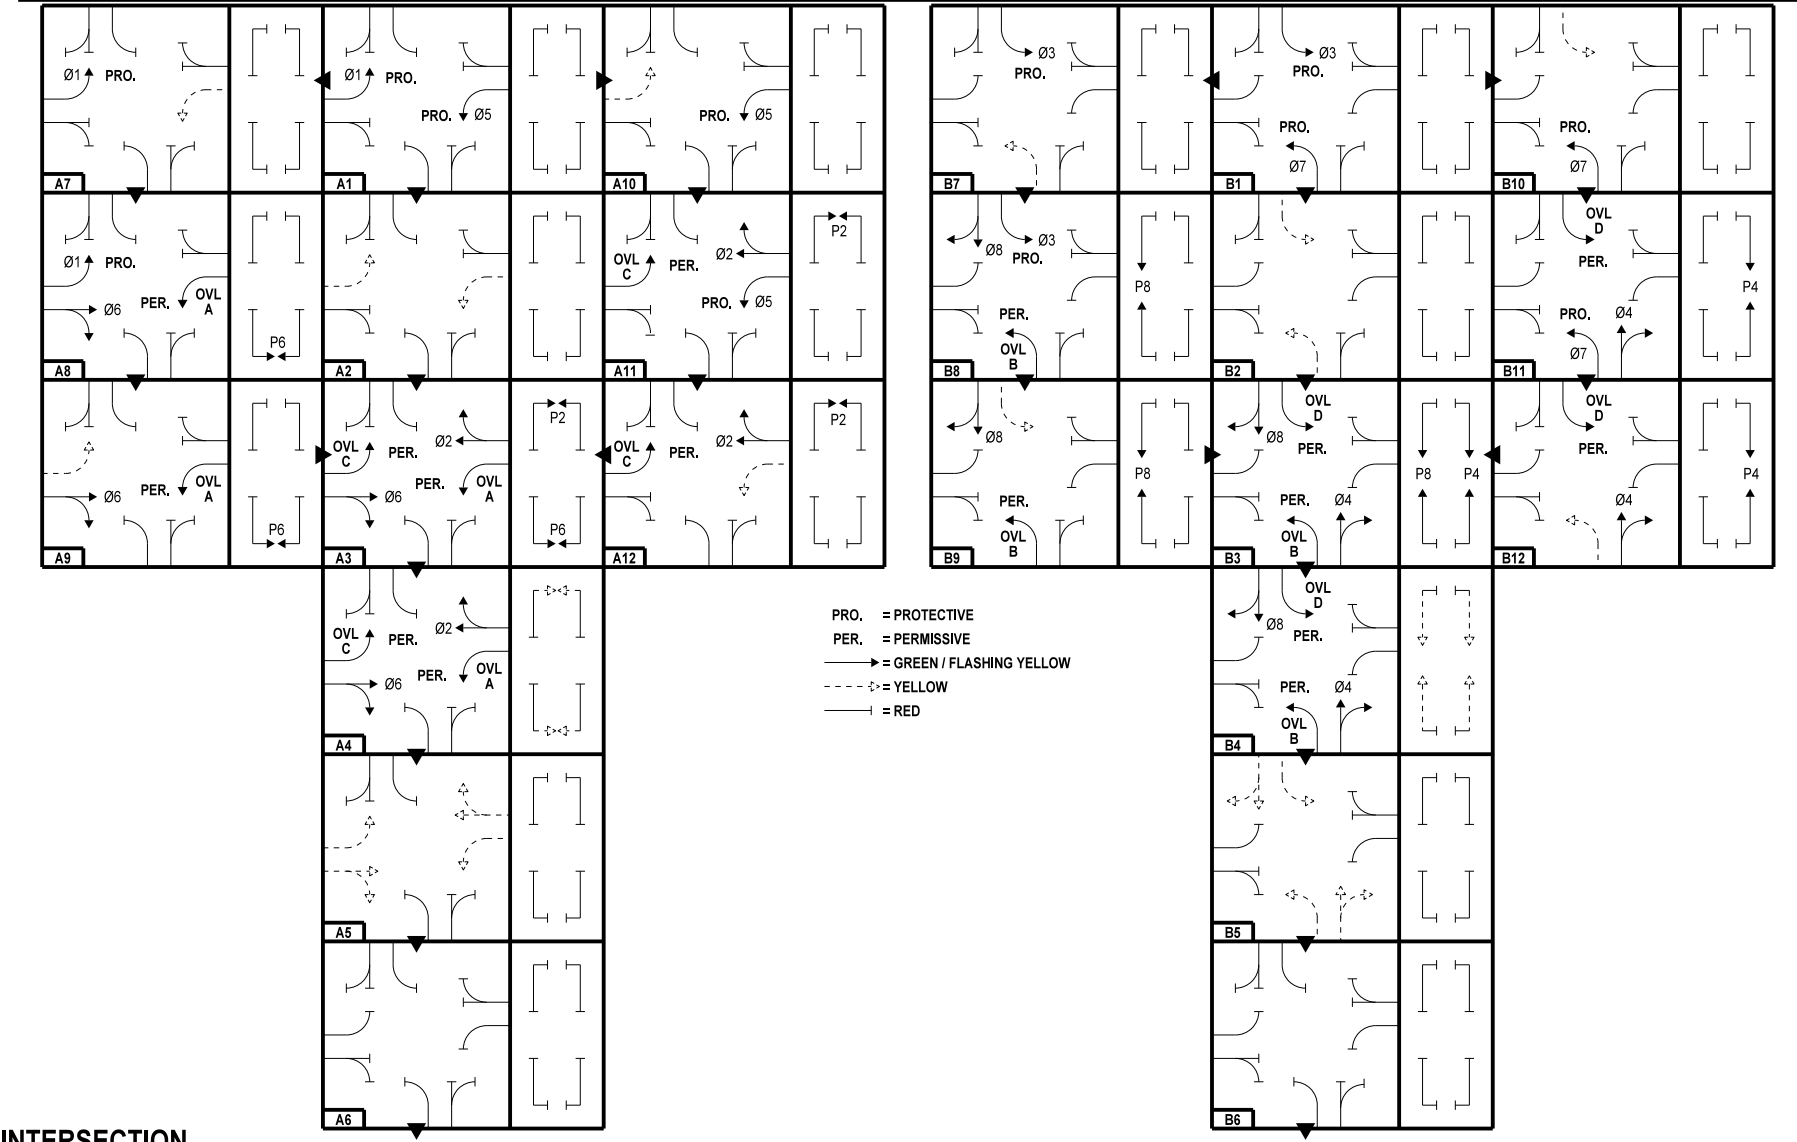 Ø1 PRO.
A7
Ø1 PRO.
PRO. Ø5
A1
PRO. Ø5
A10
Ø3
PRO.
B7
Ø3
PRO.
PRO.
Ø7
B1
PRO.
Ø7
B10
Ø1 PRO.
Ø6 PER. OVL A
P6
A8
A2
OVL C PER. Ø2
PRO. Ø5
P2
A11
Ø8 Ø3
PRO.
PER.
OVL B
P8
B8
B2
OVL D
PER.
PRO. Ø4
Ø7
P4
B11
Ø6 PER. OVL A
P6
A9
OVL C PER. Ø2
Ø6 PER. OVL A
P2
P6
A3
OVL C PER. Ø2
P2
A12
Ø8
PER.
OVL B
P8
B9
OVL D
Ø8 PER.
PER. Ø4
OVL B
P8 P4
B3
OVL D
PER.
Ø4
P4
B12
OVL C PER. Ø2
Ø6 PER. OVL A
A4
PRO. = PROTECTIVE
PER. = PERMISSIVE
= GREEN / FLASHING YELLOW
= YELLOW
= RED
OVL D
Ø8 PER.
PER. Ø4
OVL B
B4
A5
B5
A6
B6
INTERSECTION